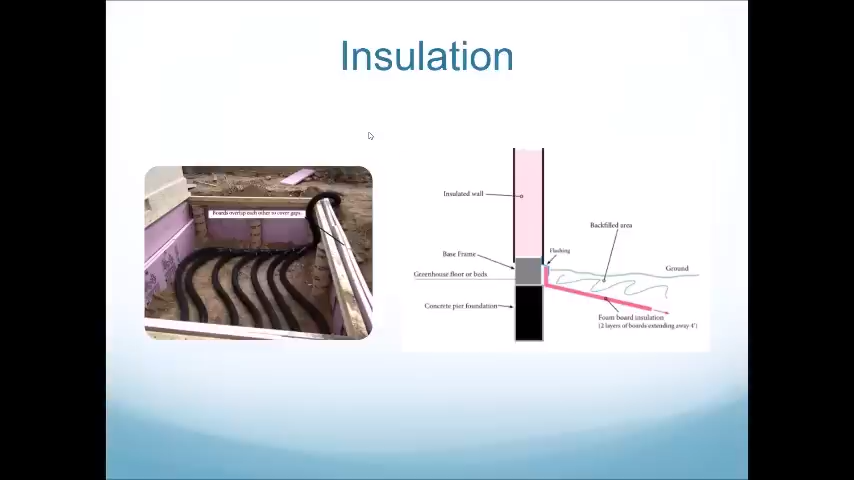 Insulation
Boards overlap each other to cover gaps.
Insulated wall
Backfilled area
Base Frame
Flashing
Ground
Greenhouse floor or beds
Concrete pier foundation
Foam board insulation
(2 layers of boards extending away 4')